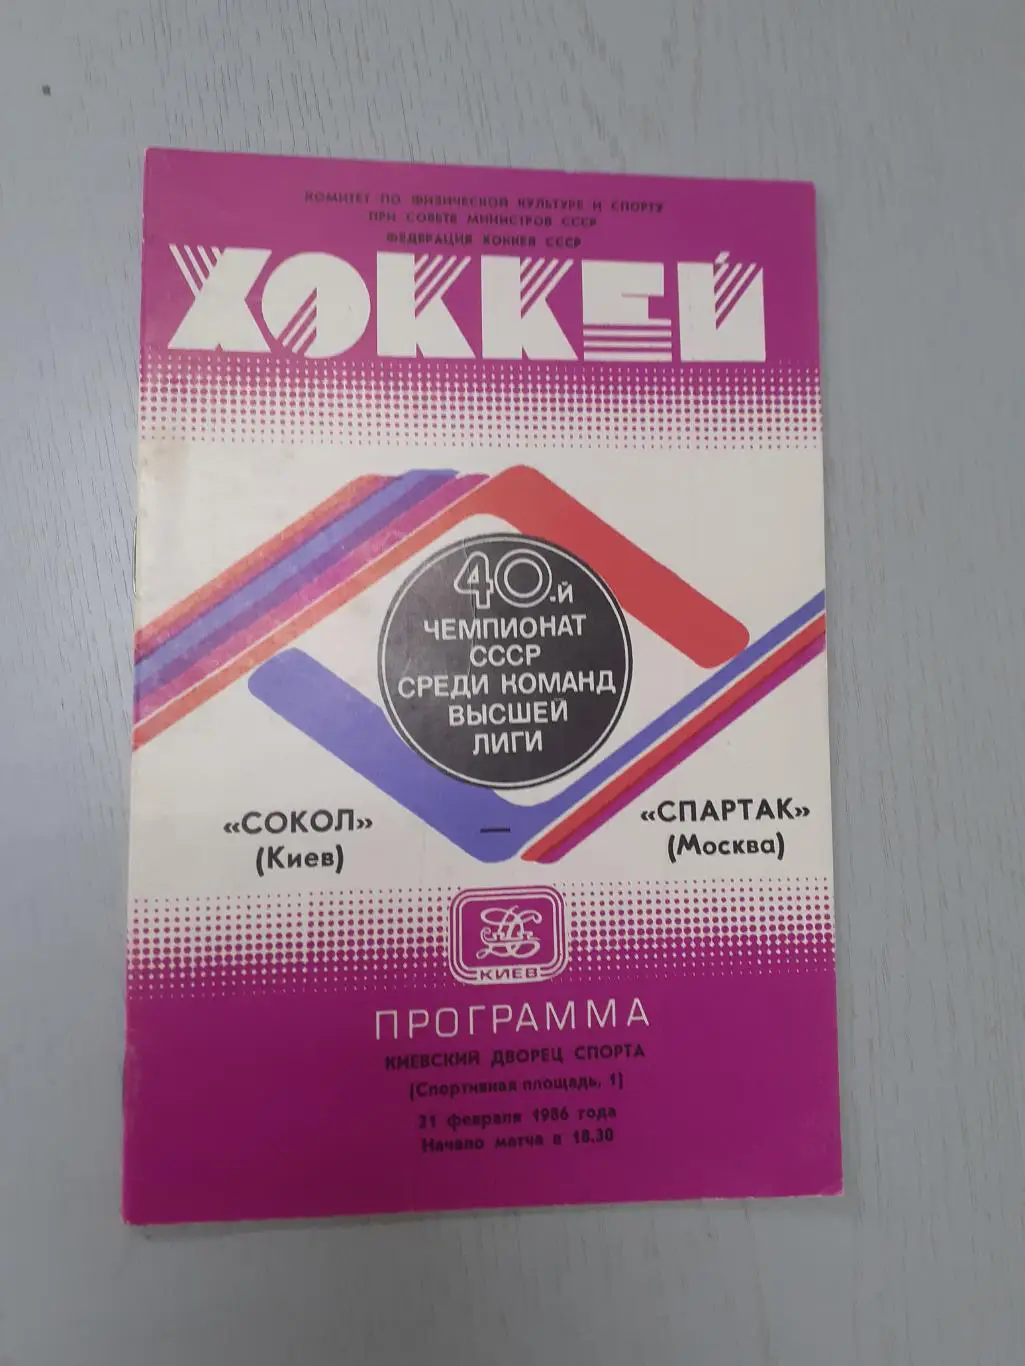 КОМИТЕТ ПО ФИЗИЧЕСКОЙ КУЛЬТУРЕ И СПОРТУ
ПРИ СОВЕТЕ МИНИСТРОВ СССР
ФЕДЕРАЦИЯ ХОККЕЯ СССР
ХОККЕЙ
40-й
ЧЕМПИОНАТ
СССР
СРЕДИ КОМАНД
ВЫСШЕЙ
ЛИГИ
«СОКОЛ» — «СПАРТАК»
(Киев) (Москва)
КИЕВ
ПРОГРАММА
КИЕВСКИЙ ДВОРЕЦ СПОРТА
(Спортивная площадь, 1)
21 февраля 1986 года
Начало матча в 18.30